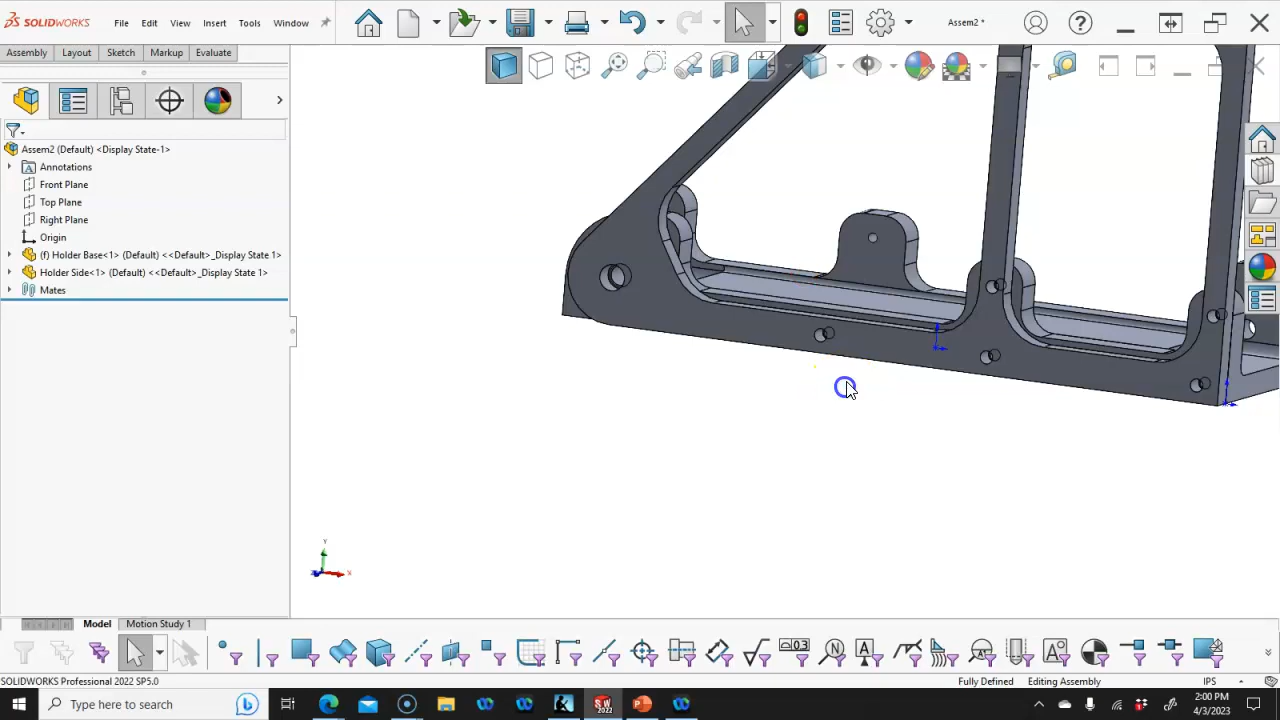 SOLIDWORKS
File
Edit
View
Insert
Tools
Window
Assem2 *
Assembly
Layout
Sketch
Markup
Evaluate
Assem2 (Default) <Display State-1>
Annotations
Front Plane
Top Plane
Right Plane
Origin
(f) Holder Base<1> (Default) <<Default>_Display State 1>
Holder Side<1> (Default) <<Default>_Display State 1>
Mates
Y
X
Model
Motion Study 1
SOLIDWORKS Professional 2022 SP5.0
Fully Defined
Editing Assembly
IPS
Type here to search
2:00 PM
4/3/2023